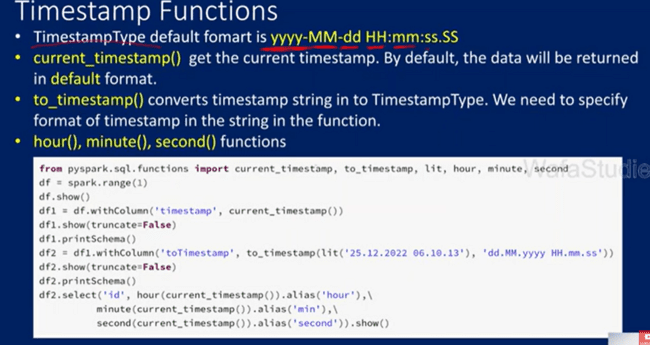 Timestamp Functions
• TimestampType default fomart is yyyy-MM-dd HH:mm:ss.SS
• current_timestamp() get the current timestamp. By default, the data will be returned
in default format.
• to_timestamp() converts timestamp string in to TimestampType. We need to specify
format of timestamp in the string in the function.
• hour(), minute(), second() functions
from pyspark.sql.functions import current_timestamp, to_timestamp, lit, hour, minute, second
WafaStudie
df = spark.range(1)
df.show()
df1 = df.withColumn('timestamp', current_timestamp())
df1.show(truncate=False)
df1.printSchema()
df2 = df1.withColumn('toTimestamp', to_timestamp(lit('25.12.2022 06.10.13'), 'dd.MM.yyyy HH.mm.ss'))
df2.show(truncate=False)
df2.printSchema()
df2.select('id', hour(current_timestamp()).alias('hour'),\
minute(current_timestamp()).alias('min'),\
second(current_timestamp()).alias('second')).show()